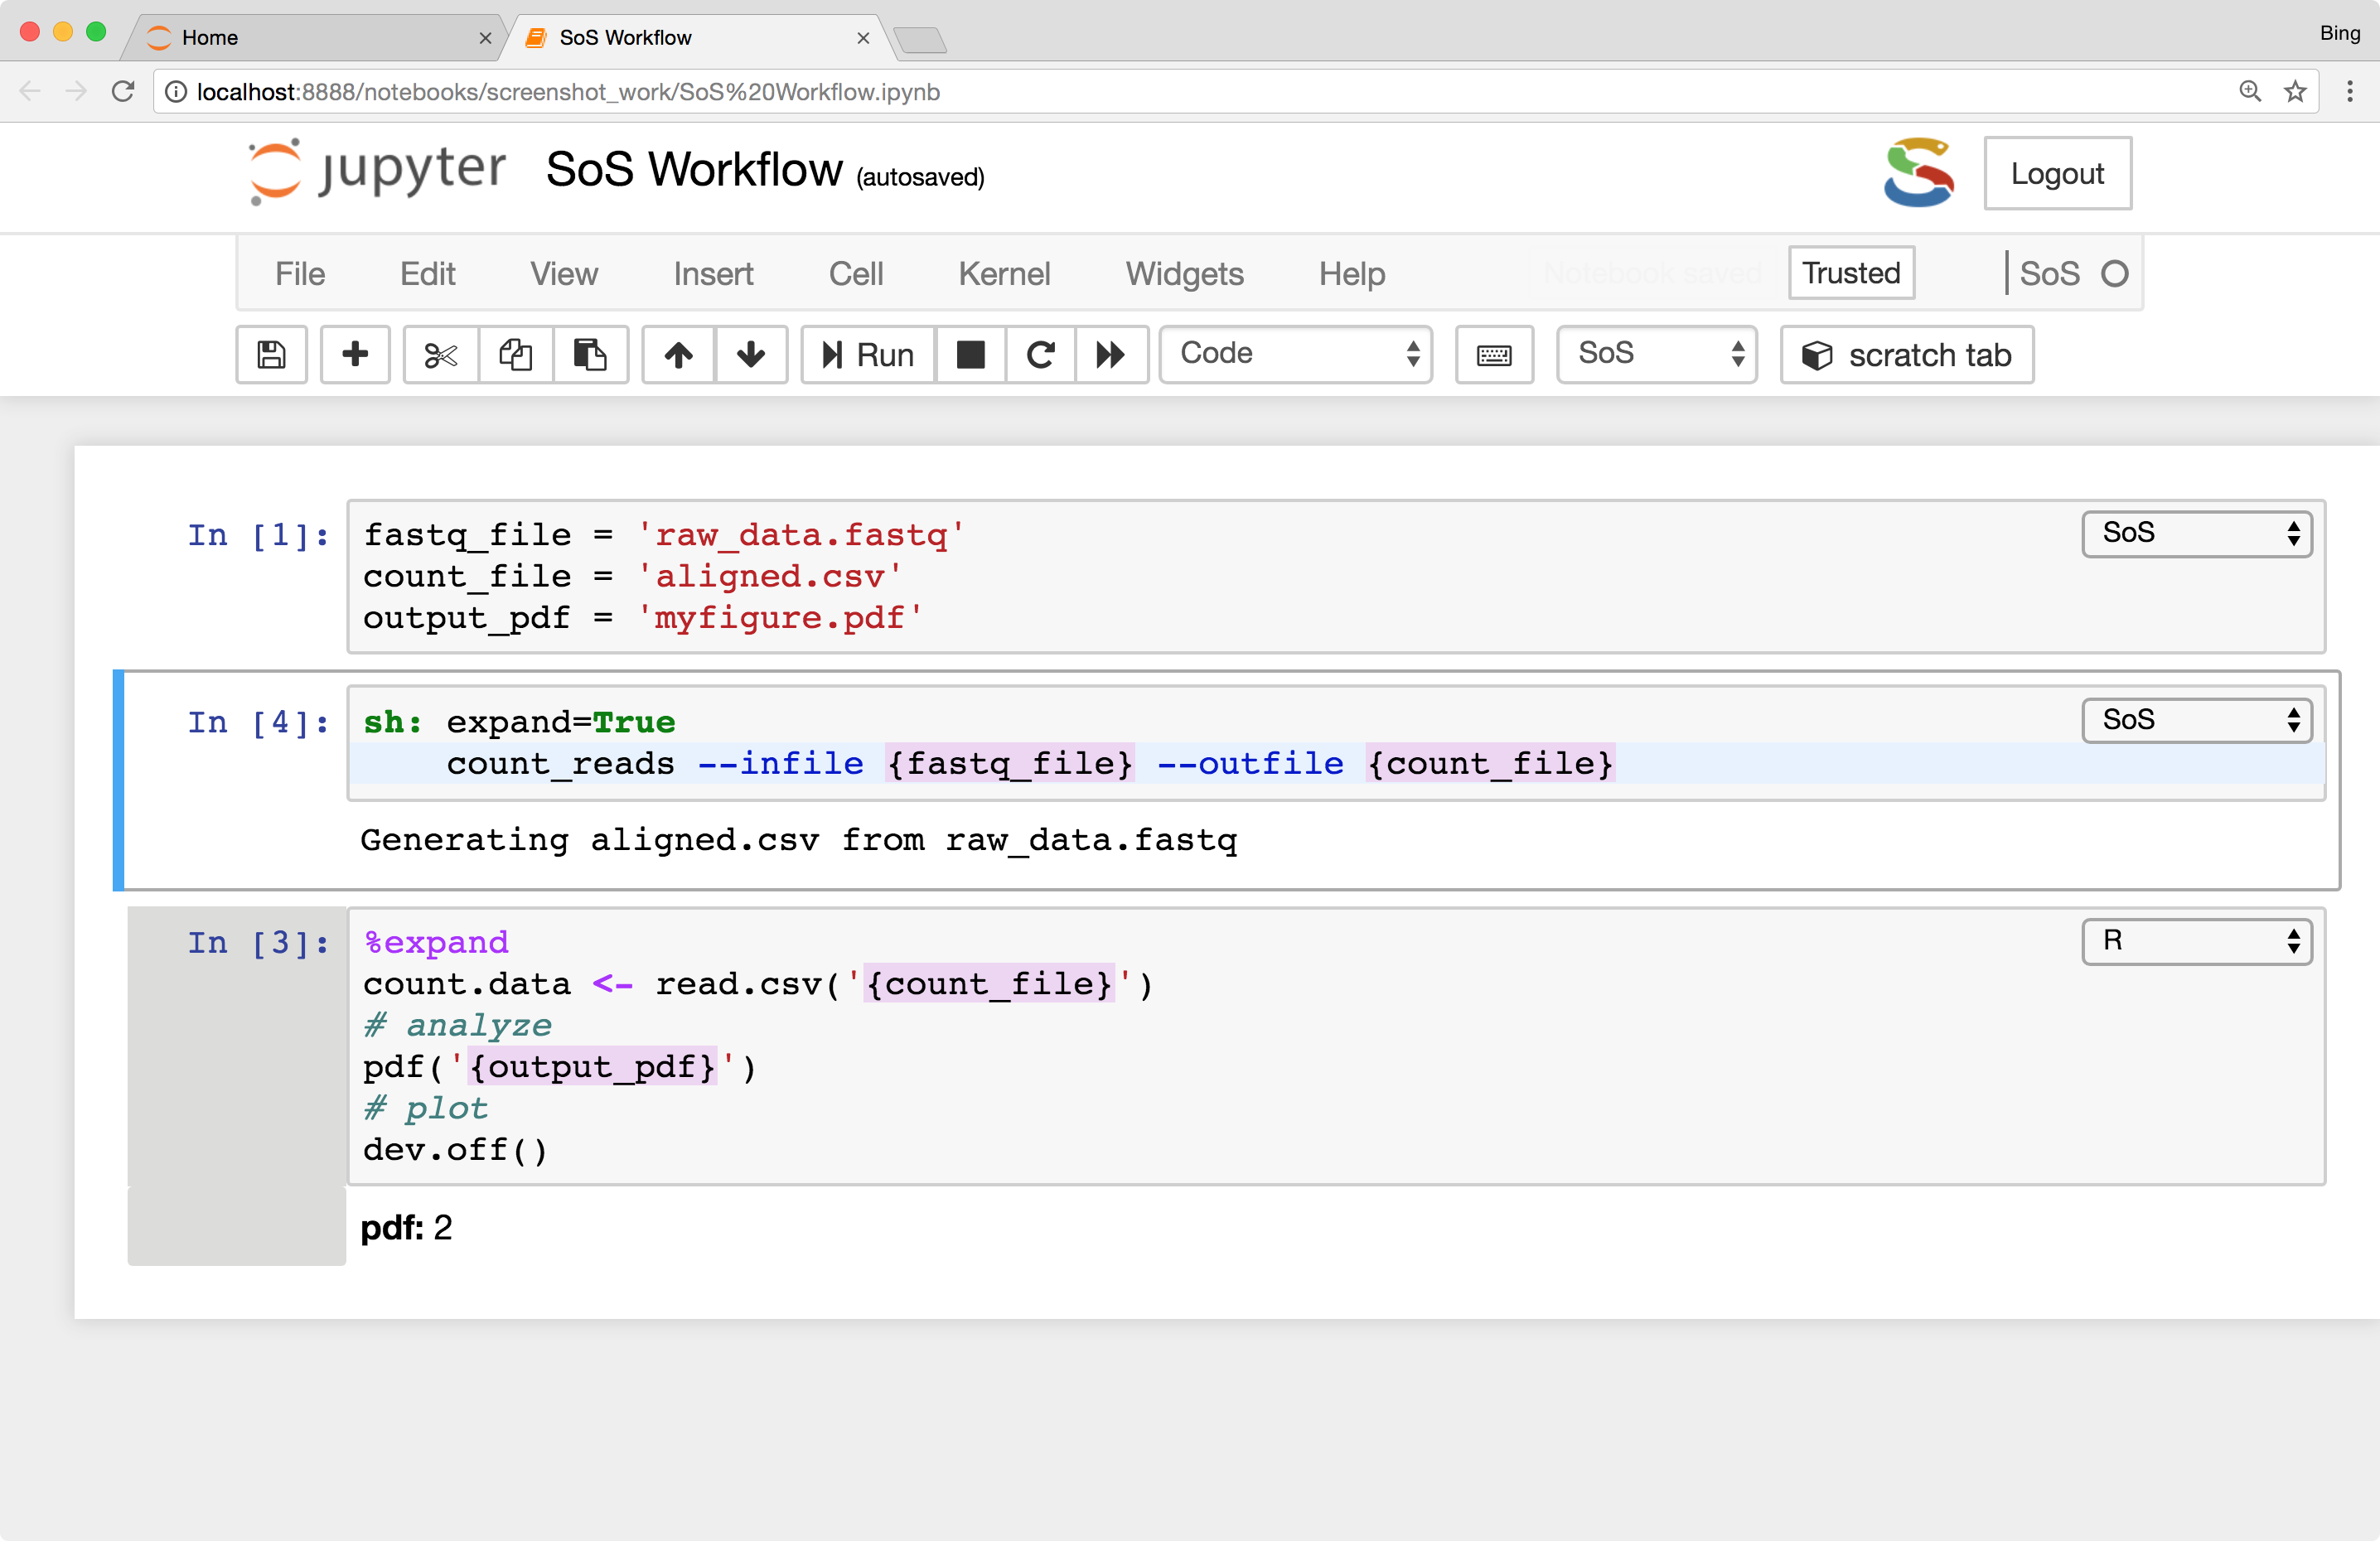 Home
SoS Workflow
Bing
localhost:8888/notebooks/screenshot_work/SoS%20Workflow.ipynb
jupyter SoS Workflow (autosaved)
Logout
File Edit View Insert Cell Kernel Widgets Help Notebook saved Trusted SoS
Run Code SoS scratch tab
In [1]: fastq_file = 'raw_data.fastq' SoS
count_file = 'aligned.csv'
output_pdf = 'myfigure.pdf'
In [4]: sh: expand=True SoS
count_reads --infile {fastq_file} --outfile {count_file}
Generating aligned.csv from raw_data.fastq
In [3]: %expand R
count.data <- read.csv('{count_file}')
# analyze
pdf('{output_pdf}')
# plot
dev.off()
pdf: 2